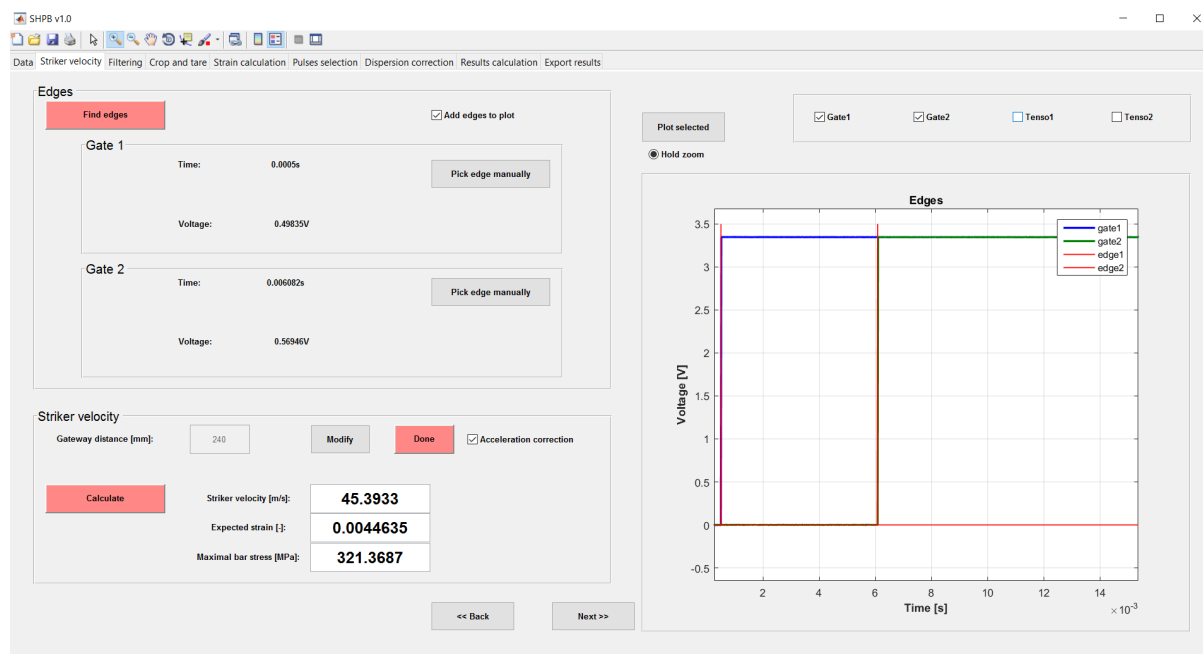 SHPB v1.0
Data Striker velocity Filtering Crop and tare Strain calculation Pulses selection Dispersion correction Results calculation Export results
Edges
Find edges
Add edges to plot
Gate 1
Time: 0.0005s
Pick edge manually
Voltage: 0.49835V
Gate 2
Time: 0.006082s
Pick edge manually
Voltage: 0.56946V
Striker velocity
Gateway distance [mm]: 240 Modify Done Acceleration correction
Calculate
Striker velocity [m/s]: 45.3933
Expected strain [-]: 0.0044635
Maximal bar stress [MPa]: 321.3687
<< Back Next >>
Plot selected
Hold zoom
Gate1 Gate2 Tenso1 Tenso2
Edges
3.5
3
2.5
2
1.5
1
0.5
0
-0.5
Voltage [V]
gate1
gate2
edge1
edge2
2 4 6 8 10 12 14
Time [s]
×10⁻³